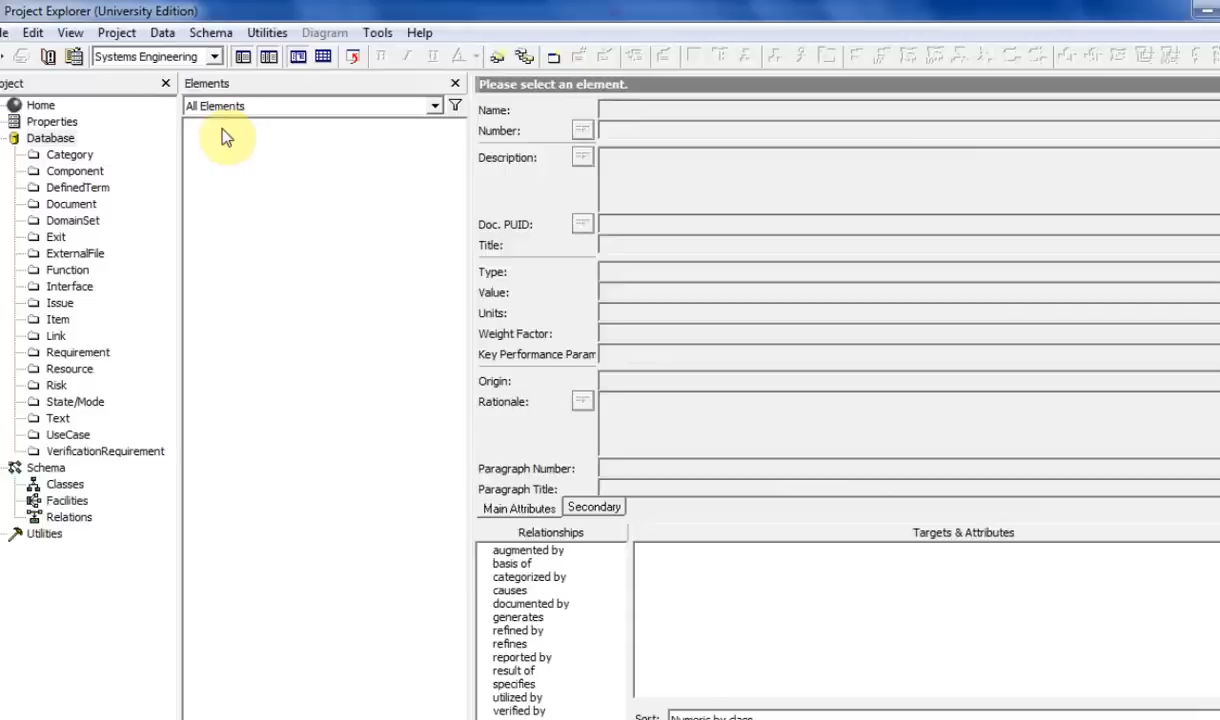 Project Explorer (University Edition)
le Edit View Project Data Schema Utilities Diagram Tools Help
Systems Engineering
oject
Elements
Please select an element.
Home
Properties
Database
Category
Component
DefinedTerm
Document
DomainSet
Exit
ExternalFile
Function
Interface
Issue
Item
Link
Requirement
Resource
Risk
State/Mode
Text
UseCase
VerificationRequirement
Schema
Classes
Facilities
Relations
Utilities
All Elements
Name:
Number:
Description:
Doc. PUID:
Title:
Type:
Value:
Units:
Weight Factor:
Key Performance Param
Origin:
Rationale:
Paragraph Number:
Paragraph Title:
Main Attributes Secondary
Relationships
augmented by
basis of
categorized by
causes
documented by
generates
refined by
refines
reported by
result of
specifies
utilized by
verified by
Targets & Attributes
Sort: Numeric by class